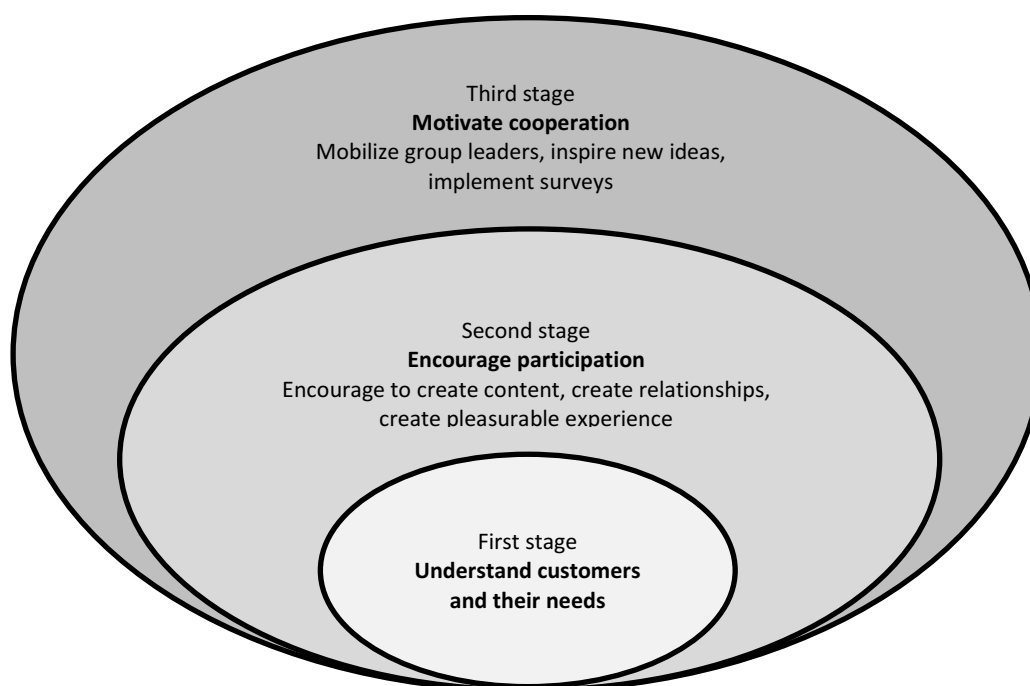 Third stage
Motivate cooperation
Mobilize group leaders, inspire new ideas,
implement surveys
Second stage
Encourage participation
Encourage to create content, create relationships,
create pleasurable experience
First stage
Understand customers
and their needs